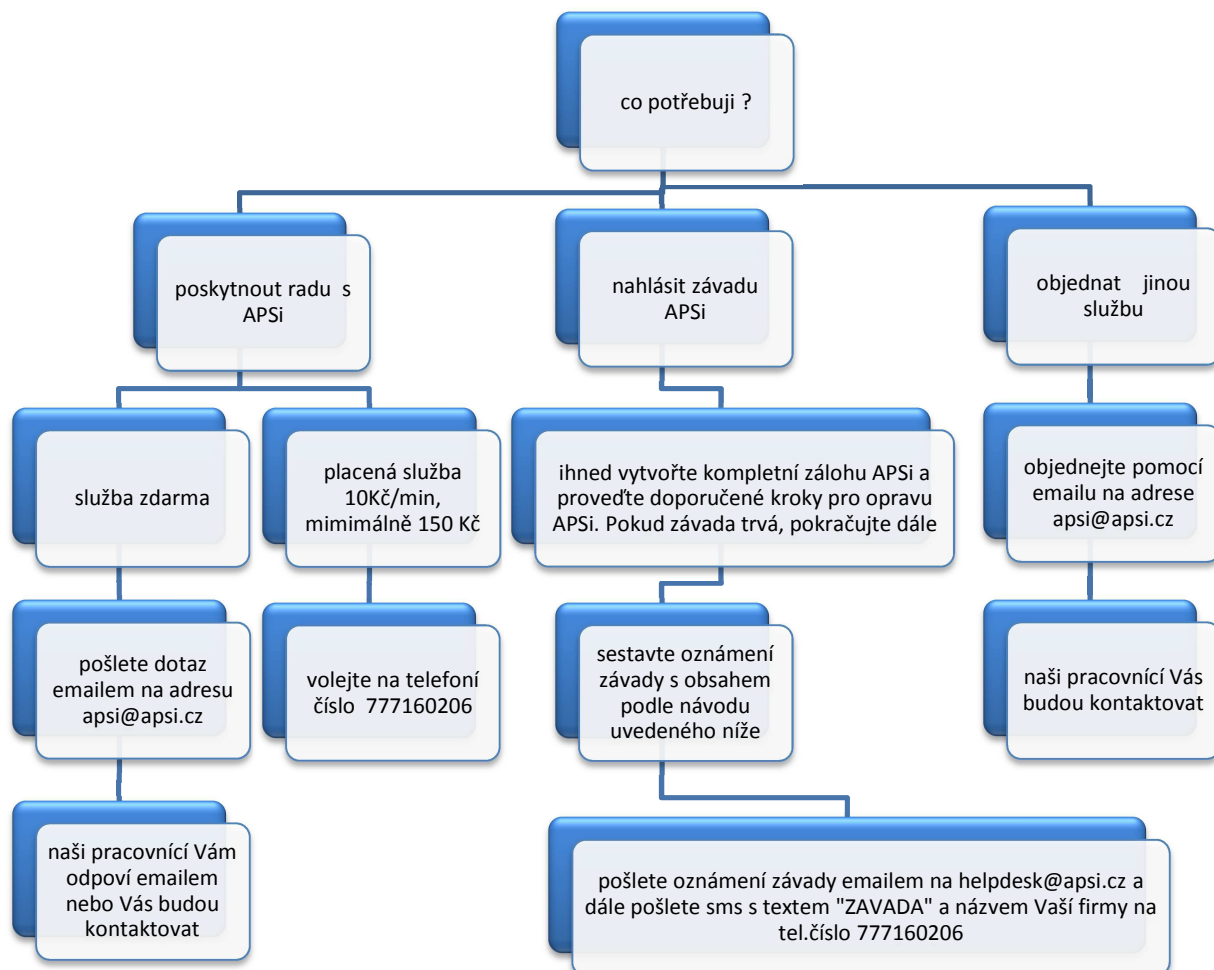 co potřebuji ?
poskytnout radu s
APSi
nahlásit závadu
APSi
objednat jinou
službu
služba zdarma
placená služba
10Kč/min,
mimimálně 150 Kč
ihned vytvořte kompletní zálohu APSi a
proveďte doporučené kroky pro opravu
APSi. Pokud závada trvá, pokračujte dále
objednejte pomocí
emailu na adrese
apsi@apsi.cz
pošlete dotaz
emailem na adresu
apsi@apsi.cz
volejte na telefoní
číslo 777160206
sestavte oznámení
závady s obsahem
podle návodu
uvedeného níže
naši pracovnící Vás
budou kontaktovat
naši pracovnící Vám
odpoví emailem
nebo Vás budou
kontaktovat
pošlete oznámení závady emailem na helpdesk@apsi.cz a
dále pošlete sms s textem "ZAVADA" a názvem Vaší firmy na
tel.číslo 777160206